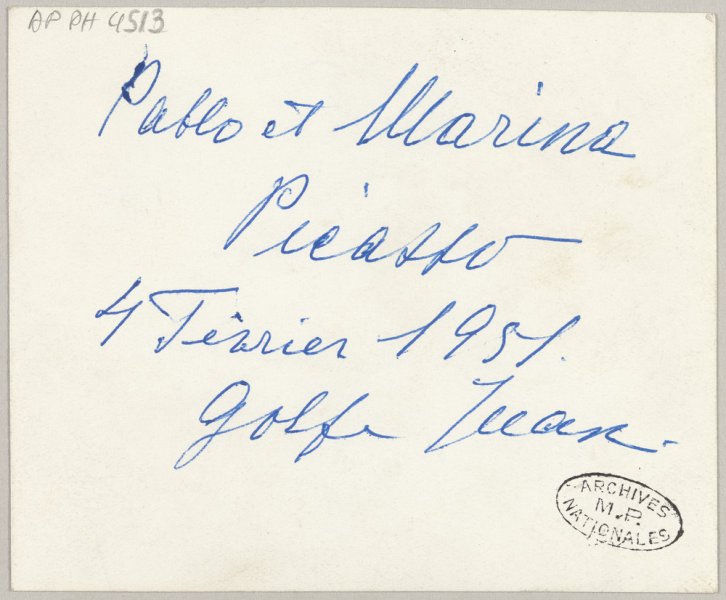 AP PH 4513
Pablo et Marina
Picasso
4 Février 1951.
Golfe Juan.
ARCHIVES
M.P.
NATIONALES